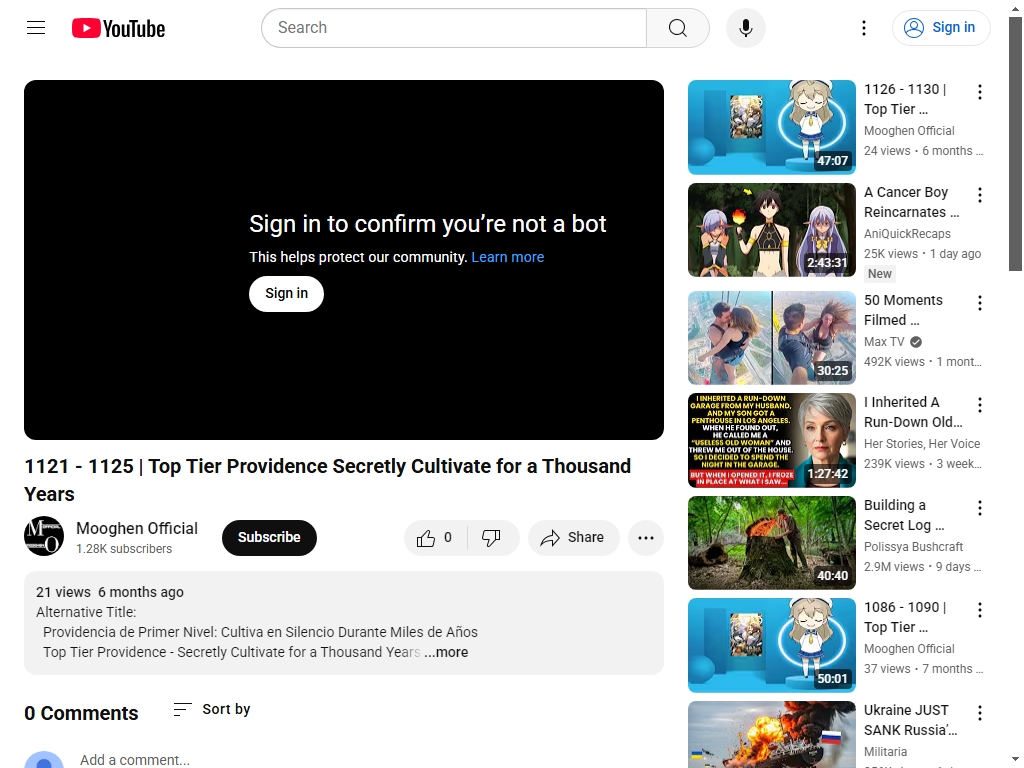 YouTube
Search
Sign in
Sign in to confirm you’re not a bot
This helps protect our community. Learn more
Sign in
1121 - 1125 | Top Tier Providence Secretly Cultivate for a Thousand
Years
Mooghen Official
1.28K subscribers
Subscribe
0
Share
21 views  6 months ago
Alternative Title:
Providencia de Primer Nivel: Cultiva en Silencio Durante Miles de Años
Top Tier Providence - Secretly Cultivate for a Thousand Years ...more
0 Comments
Sort by
Add a comment...
47:07
1126 - 1130 |
Top Tier ...
Mooghen Official
24 views • 6 months ...
2:43:31
A Cancer Boy
Reincarnates ...
AniQuickRecaps
25K views • 1 day ago
New
30:25
50 Moments
Filmed ...
Max TV
492K views • 1 mont...
I INHERITED A RUN-DOWN
GARAGE FROM MY HUSBAND,
AND MY SON GOT A
PENTHOUSE IN LOS ANGELES.
WHEN HE FOUND OUT,
HE CALLED ME A
"USELESS OLD WOMAN" AND
THREW ME OUT OF THE HOUSE.
SO I DECIDED TO SPEND THE
NIGHT IN THE GARAGE.
BUT WHEN I OPENED IT, I FROZE
IN PLACE AT WHAT I SAW...
1:27:42
I Inherited A
Run-Down Old...
Her Stories, Her Voice
239K views • 3 week...
40:40
Building a
Secret Log ...
Polissya Bushcraft
2.9M views • 9 days ...
50:01
1086 - 1090 |
Top Tier ...
Mooghen Official
37 views • 7 months ...
Ukraine JUST
SANK Russia’...
Militaria